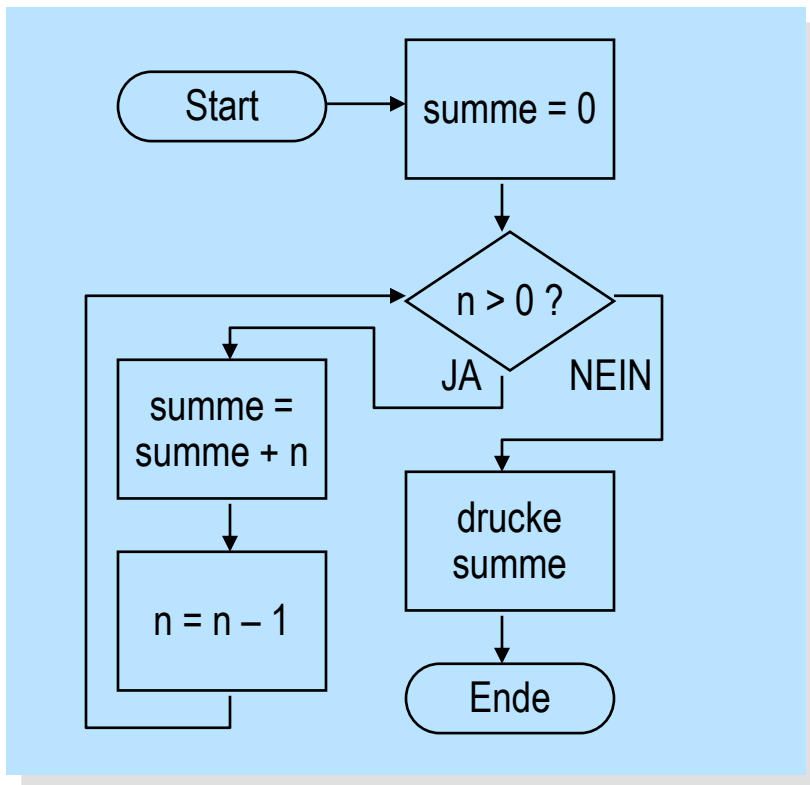 Start
summe = 0
n > 0 ?
JA
NEIN
summe =
summe + n
n = n – 1
drucke
summe
Ende